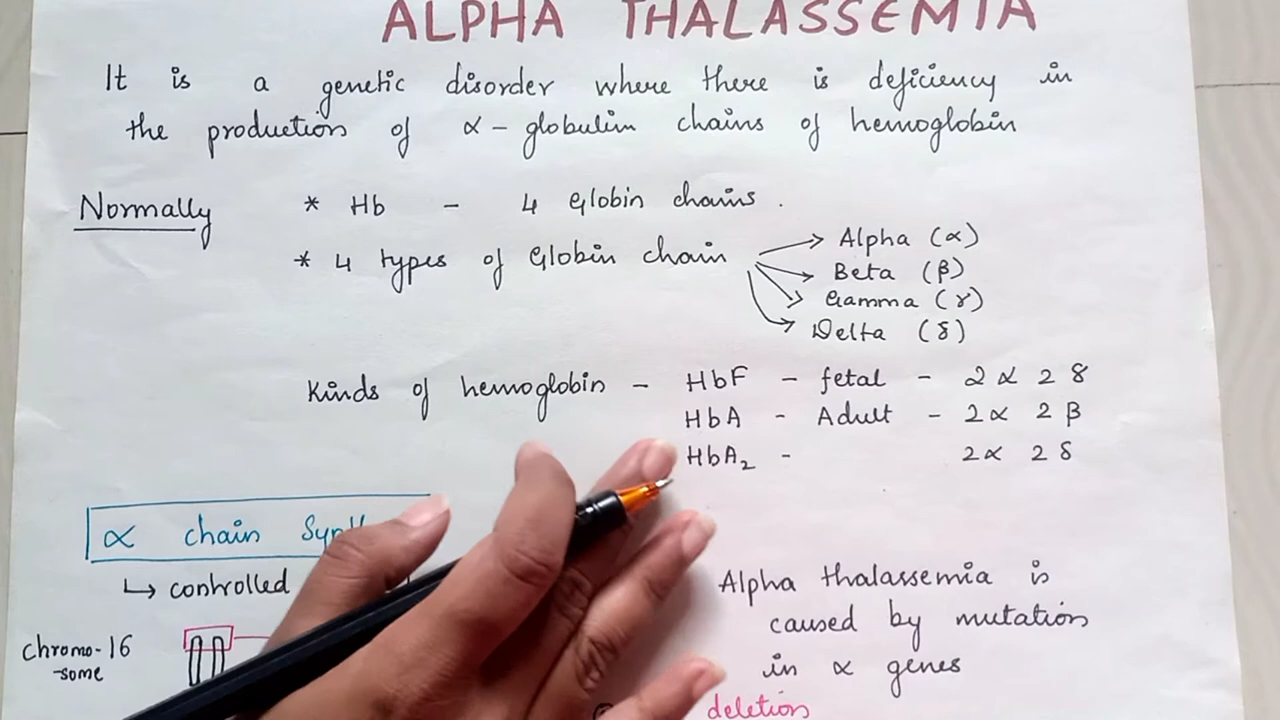 ALPHA THALASSEMIA
It is a genetic disorder where there is deficiency in
the production of α - globulin chains of hemoglobin
Normally * Hb - 4 Globin chains .
* 4 types of Globin chain
Alpha (α)
Beta (β)
Gamma (γ)
Delta (δ)
Kinds of hemoglobin - HbF - fetal - 2α 2γ
HbA - Adult - 2α 2β
HbA₂ - 2α 2δ
α chain
↳ controlled
chromo-16
-some
Alpha thalassemia is
caused by mutation
in α genes
deletion